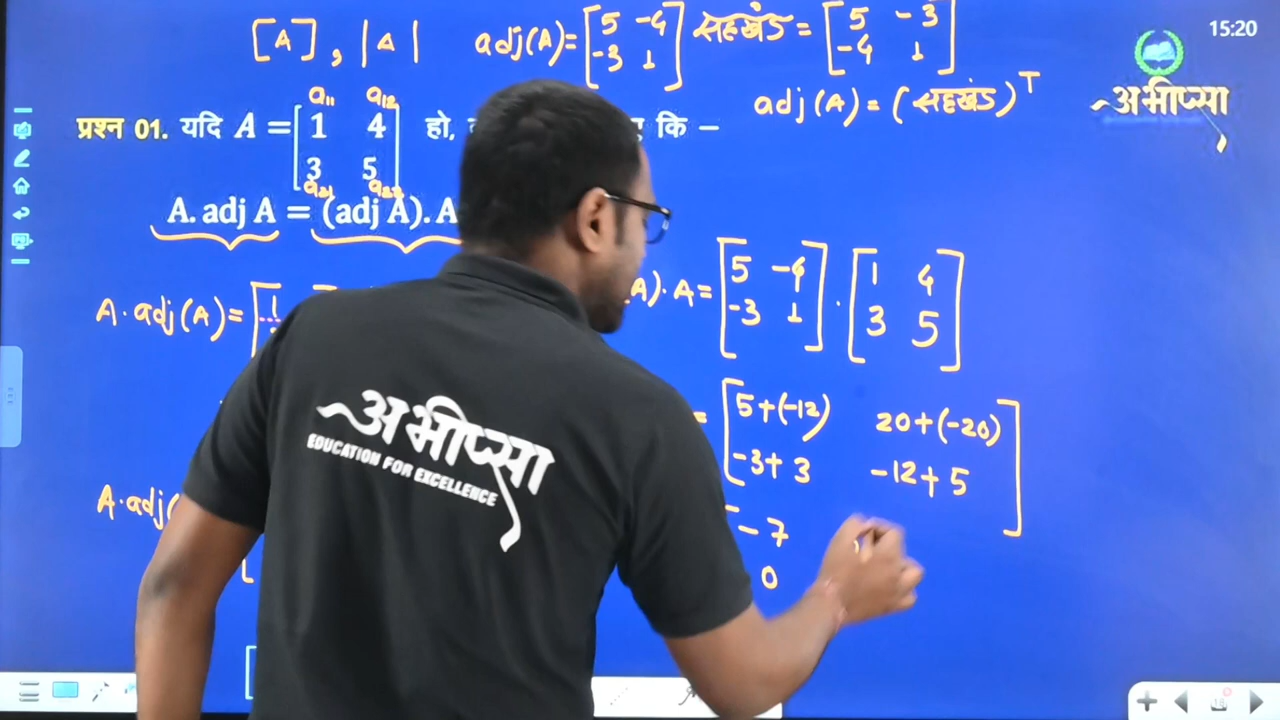 [A], |A| adj(A)=[5 -4 -3 1] सहखंड=[5 -3 -4 1]
15:20
adj(A)=(सहखंड)^T
अभीप्सा
a₁₁ a₁₂
प्रश्न 01. यदि A =[1 4 3 5] हो, कि −
a₂₁ a₂₂
A. adj A = (adj A). A
A·adj(A)=[1
A)·A=[5 -4 -3 1]·[1 4 3 5]
=[5+(-12) 20+(-20)
-3+3 -12+5]
A·adj(
-7
0
अभीप्सा
EDUCATION FOR EXCELLENCE
18